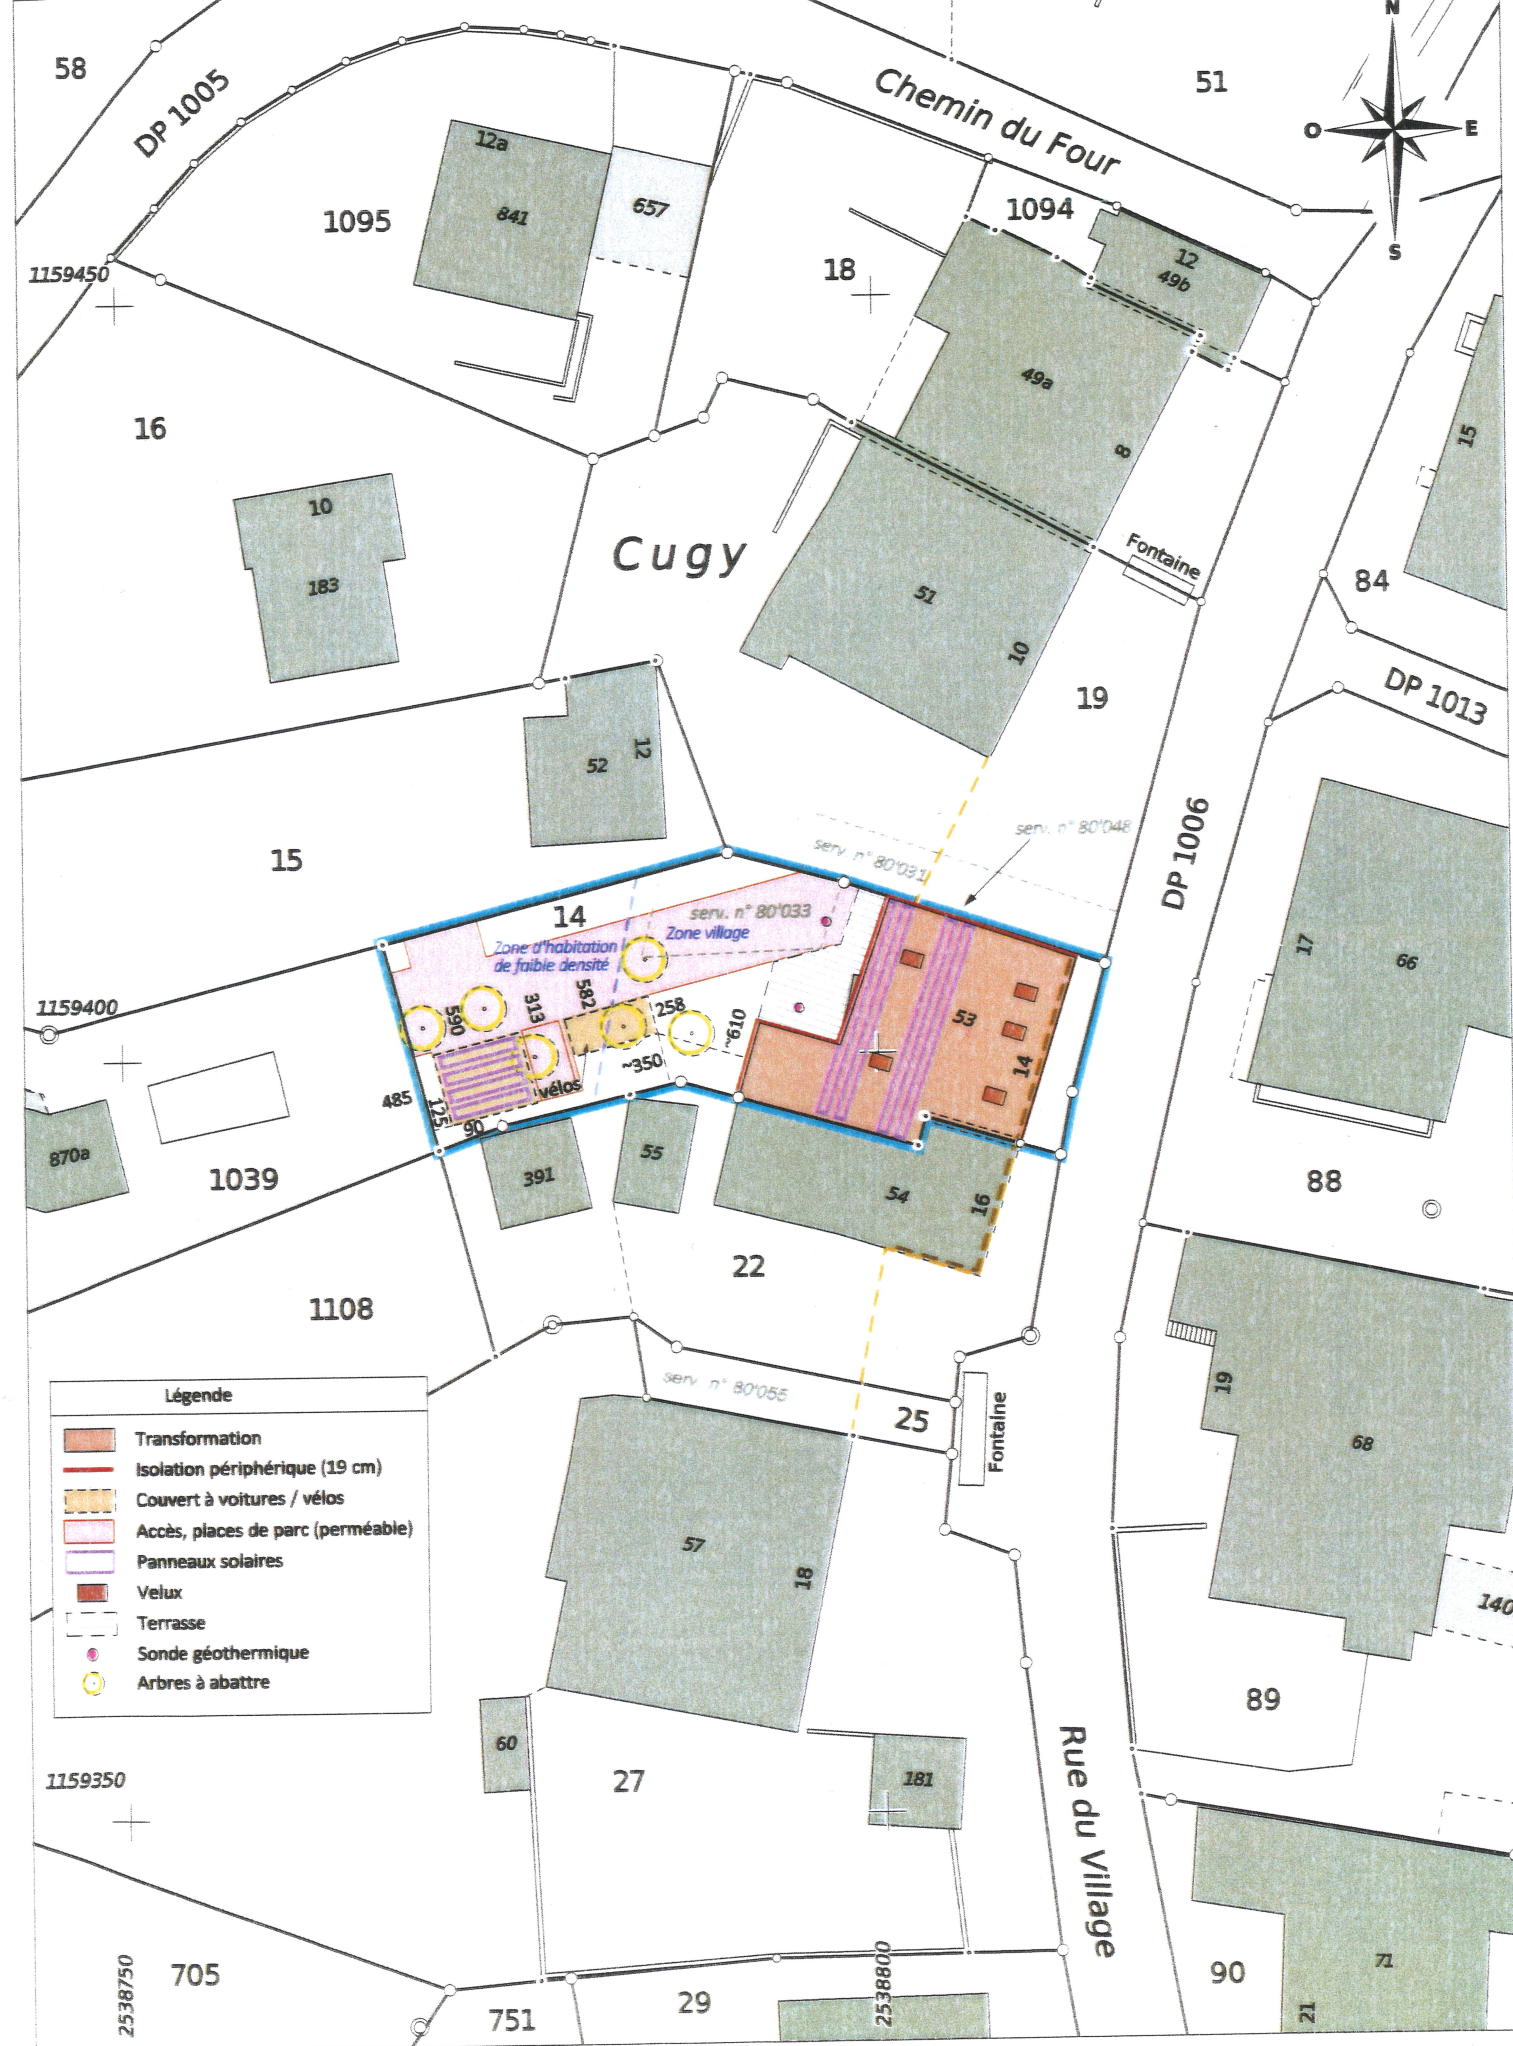 N
58
51
DP 1005
Chemin du Four
O
E
12a
841
657
1095
1094
S
12
49b
1159450
18
49a
16
8
15
10
183
Cugy
Fontaine
84
51
10
DP 1013
19
52
12
serv. n° 80'048
serv. n° 80'031
DP 1006
15
14
serv. n° 80'033
Zone village
Zone d'habitation
de faible densité
17
66
1159400
590
313
582
258
~610
53
~350
14
vélos
485
125
90
870a
1039
391
55
54
16
88
22
1108
serv. n° 80'055
25
Fontaine
19
68
Légende
Transformation
Isolation périphérique (19 cm)
Couvert à voitures / vélos
Accès, places de parc (perméable)
Panneaux solaires
Velux
Terrasse
Sonde géothermique
Arbres à abattre
57
18
140
89
60
27
181
1159350
Rue du Village
705
2538750
751
29
2538800
90
71
21